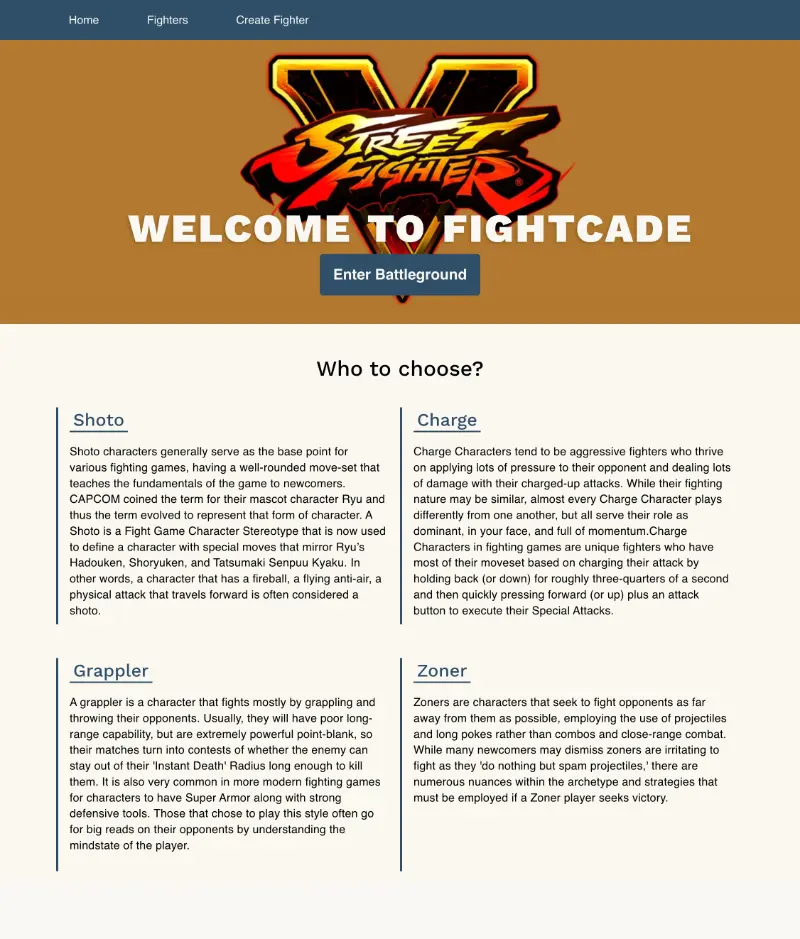 Home Fighters Create Fighter
STREET
FIGHTER®
WELCOME TO FIGHTCADE
Enter Battleground
Who to choose?
Shoto
Shoto characters generally serve as the base point for
various fighting games, having a well-rounded move-set that
teaches the fundamentals of the game to newcomers.
CAPCOM coined the term for their mascot character Ryu and
thus the term evolved to represent that form of character. A
Shoto is a Fight Game Character Stereotype that is now used
to define a character with special moves that mirror Ryu's
Hadouken, Shoryuken, and Tatsumaki Senpuu Kyaku. In
other words, a character that has a fireball, a flying anti-air, a
physical attack that travels forward is often considered a
shoto.
Charge
Charge Characters tend to be aggressive fighters who thrive
on applying lots of pressure to their opponent and dealing lots
of damage with their charged-up attacks. While their fighting
nature may be similar, almost every Charge Character plays
differently from one another, but all serve their role as
dominant, in your face, and full of momentum.Charge
Characters in fighting games are unique fighters who have
most of their moveset based on charging their attack by
holding back (or down) for roughly three-quarters of a second
and then quickly pressing forward (or up) plus an attack
button to execute their Special Attacks.
Grappler
A grappler is a character that fights mostly by grappling and
throwing their opponents. Usually, they will have poor long-
range capability, but are extremely powerful point-blank, so
their matches turn into contests of whether the enemy can
stay out of their 'Instant Death' Radius long enough to kill
them. It is also very common in more modern fighting games
for characters to have Super Armor along with strong
defensive tools. Those that chose to play this style often go
for big reads on their opponents by understanding the
mindstate of the player.
Zoner
Zoners are characters that seek to fight opponents as far
away from them as possible, employing the use of projectiles
and long pokes rather than combos and close-range combat.
While many newcomers may dismiss zoners are irritating to
fight as they 'do nothing but spam projectiles,' there are
numerous nuances within the archetype and strategies that
must be employed if a Zoner player seeks victory.